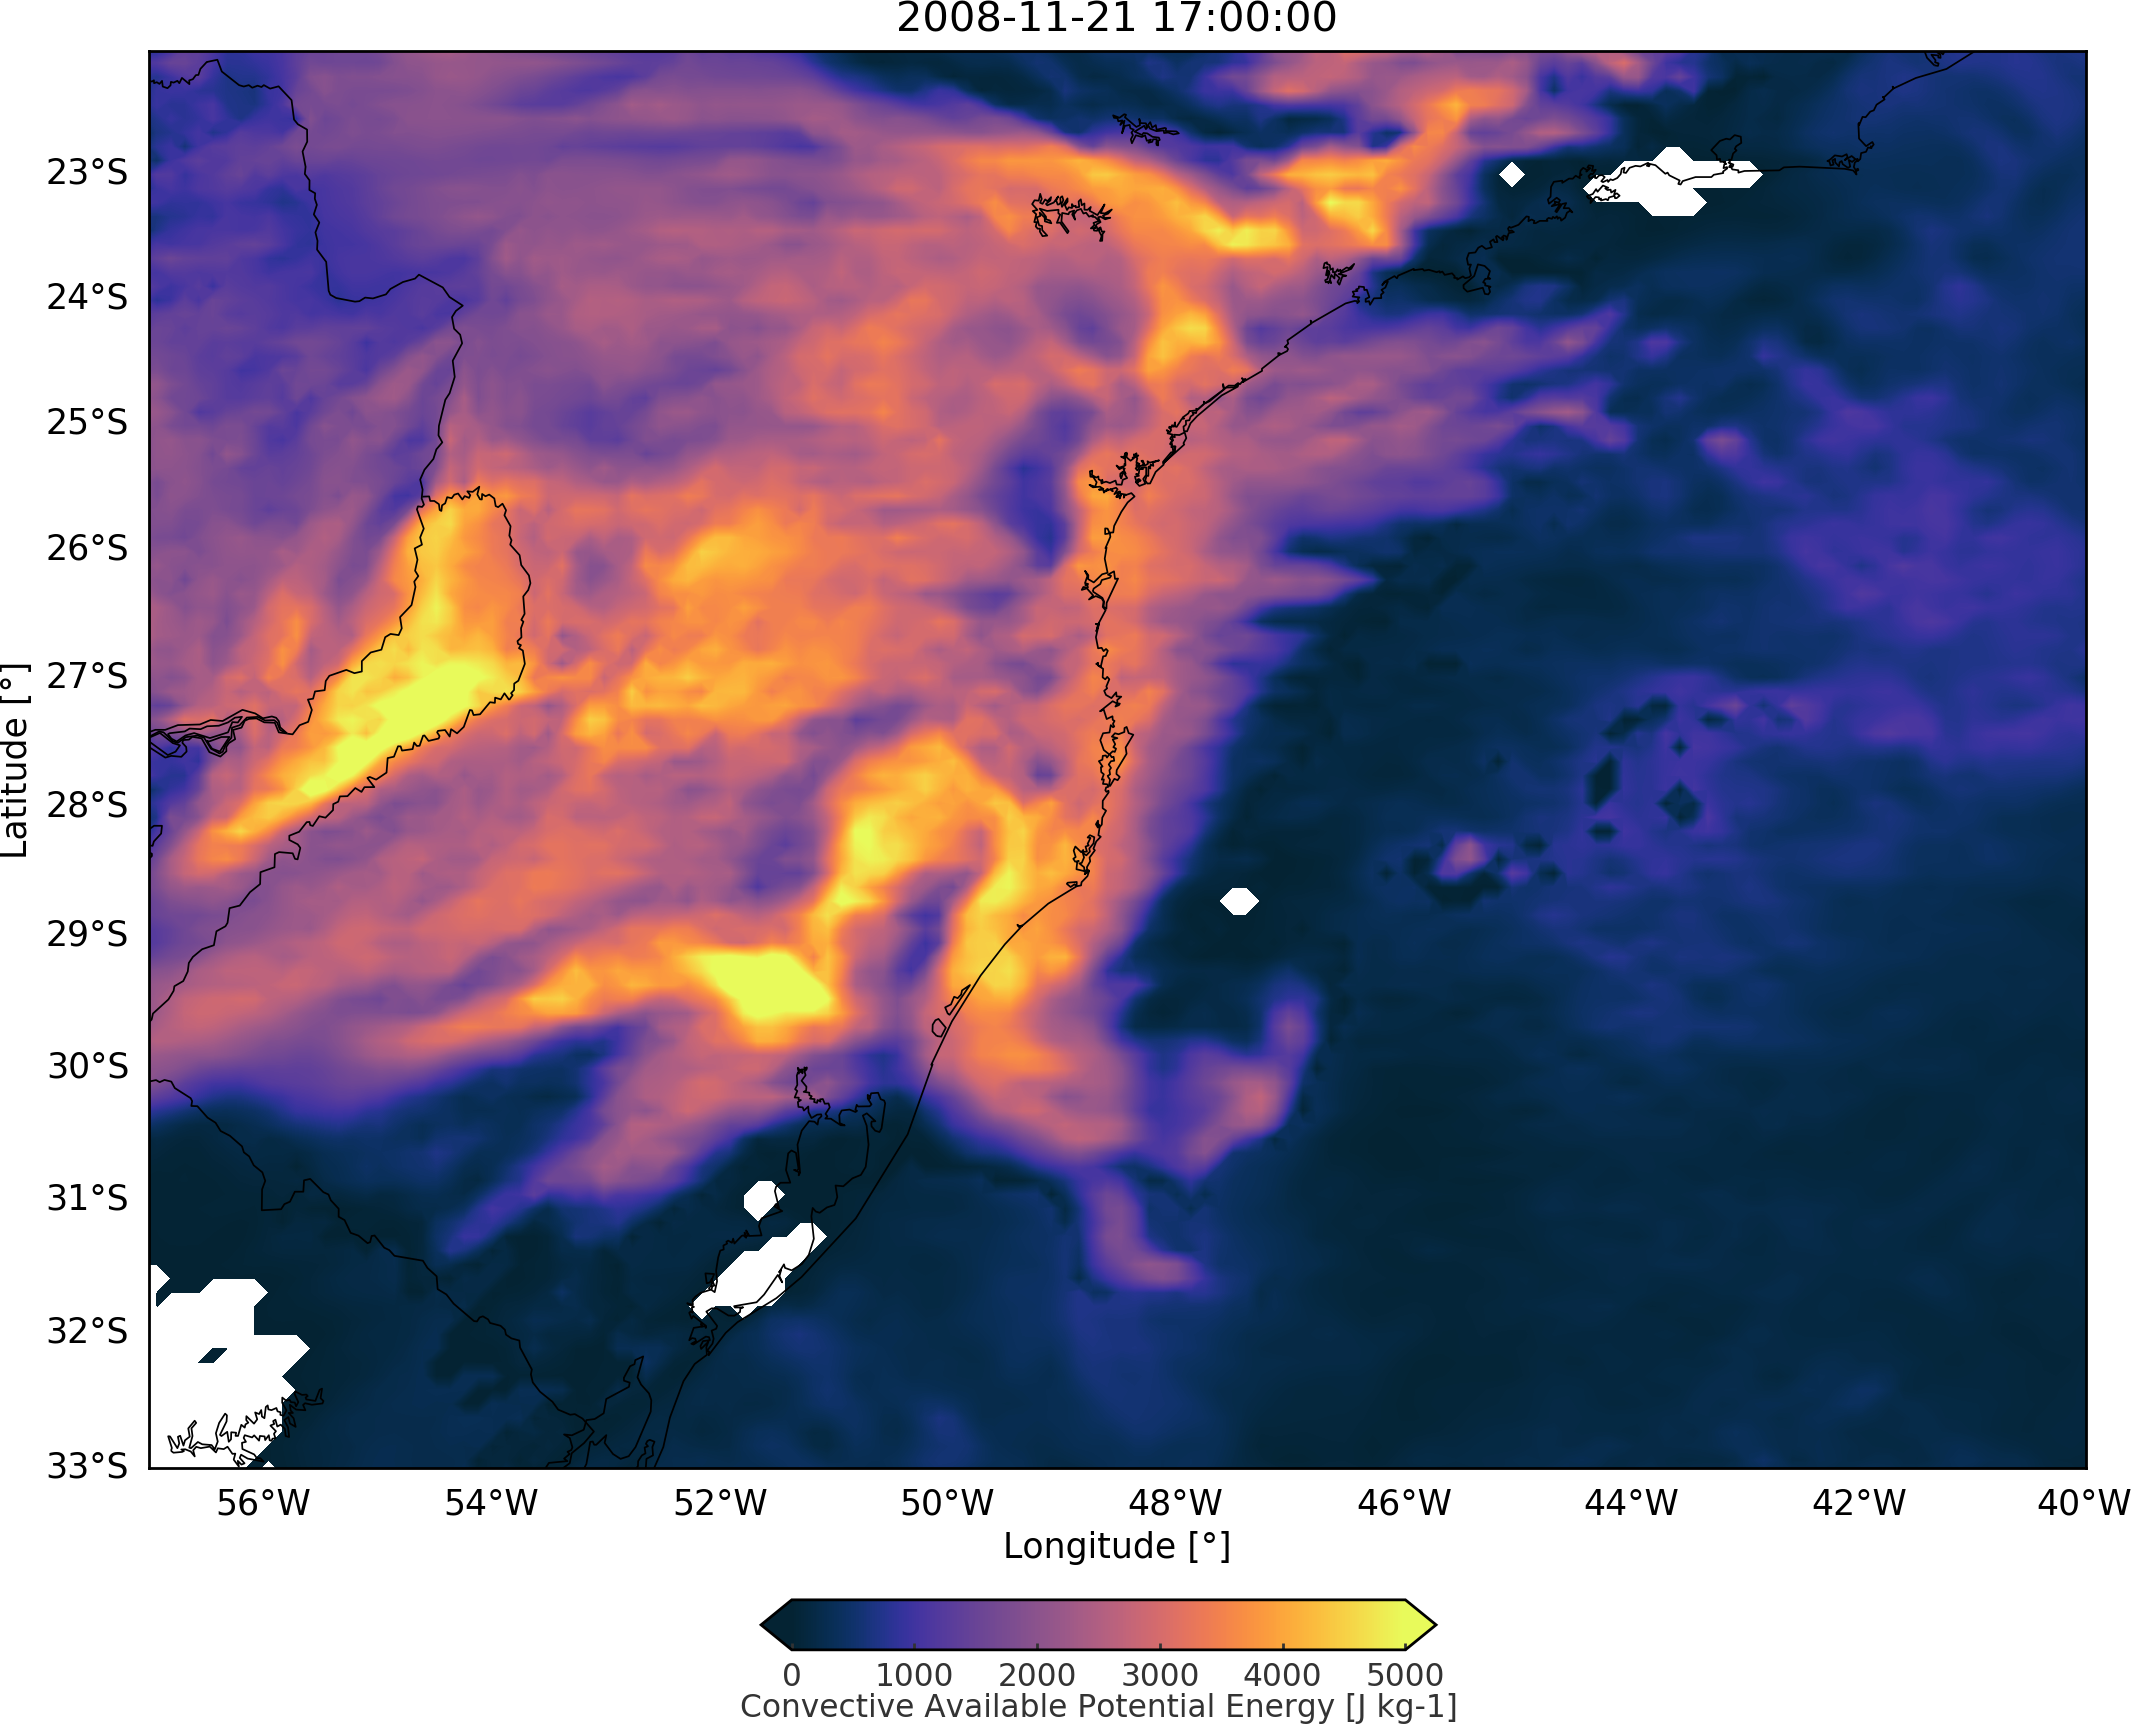 2008-11-21 17:00:00
23°S
24°S
25°S
26°S
27°S
28°S
29°S
30°S
31°S
32°S
33°S
Latitude [°]
56°W 54°W 52°W 50°W 48°W 46°W 44°W 42°W 40°W
Longitude [°]
0 1000 2000 3000 4000 5000
Convective Available Potential Energy [J kg-1]